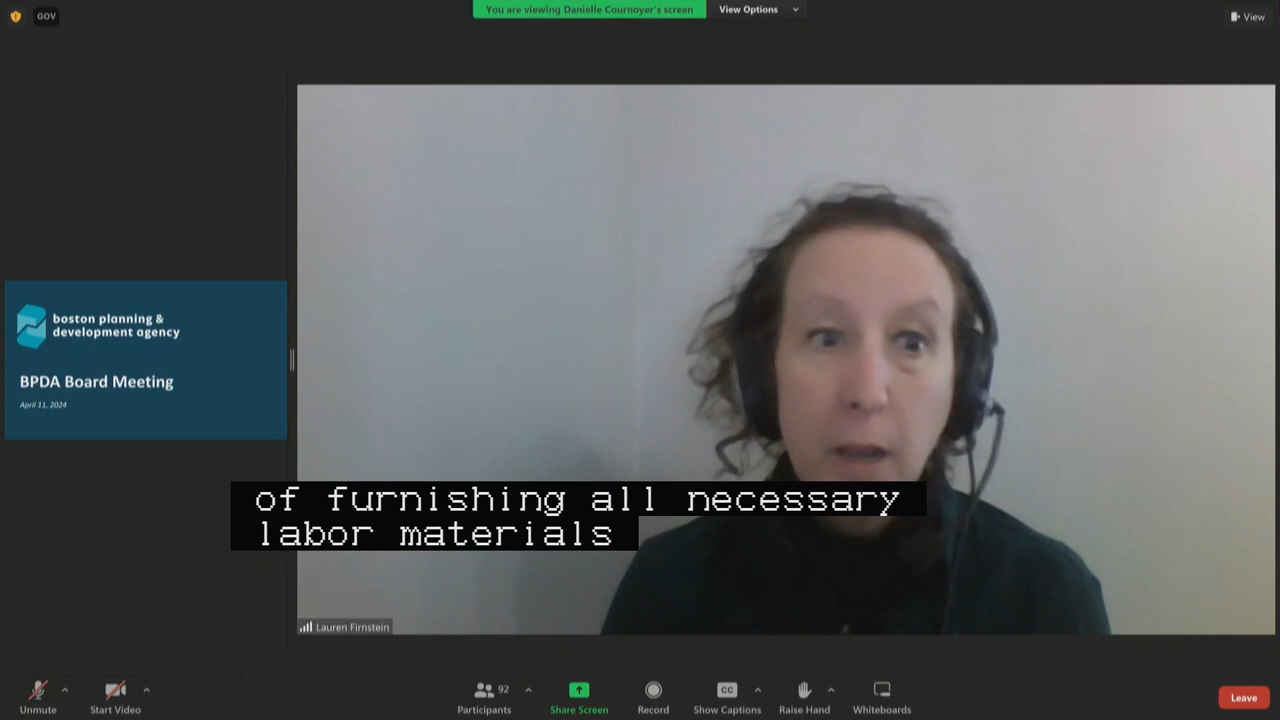 GOV
You are viewing Danielle Cournoyer's screen
View Options
View
boston planning &
development agency
BPDA Board Meeting
April 11, 2024
of furnishing all necessary
labor materials
Lauren Firnstein
Unmute
Start Video
92
Participants
Share Screen
Record
CC
Show Captions
Raise Hand
Whiteboards
Leave